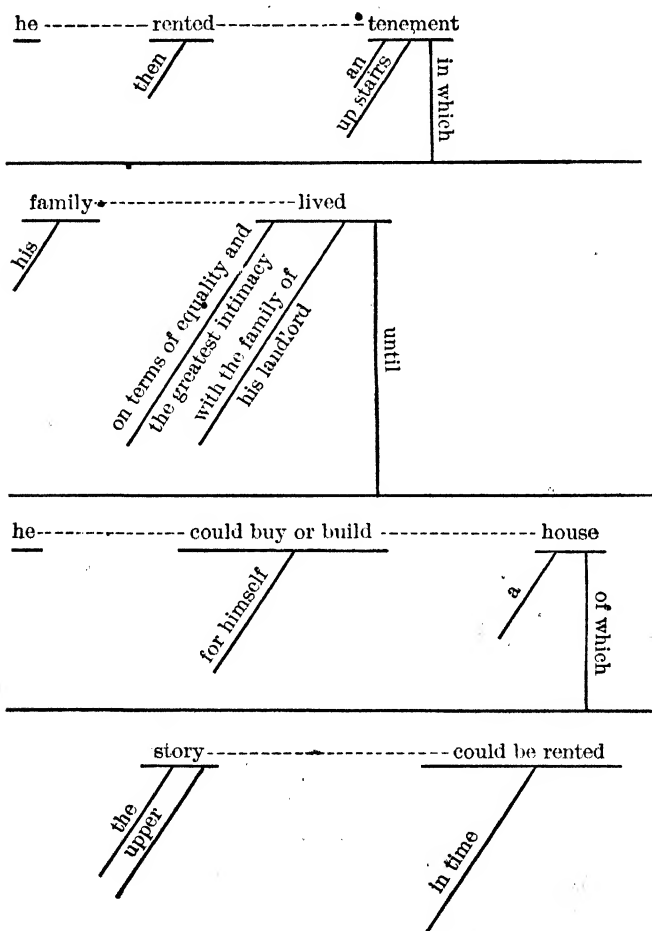 he rented tenement
then an up stairs in which
family lived
his on terms of equality and
the greatest intimacy
with the family of
his land'ord
until
he could buy or build house
for himself a of which
story could be rented
the upper in time